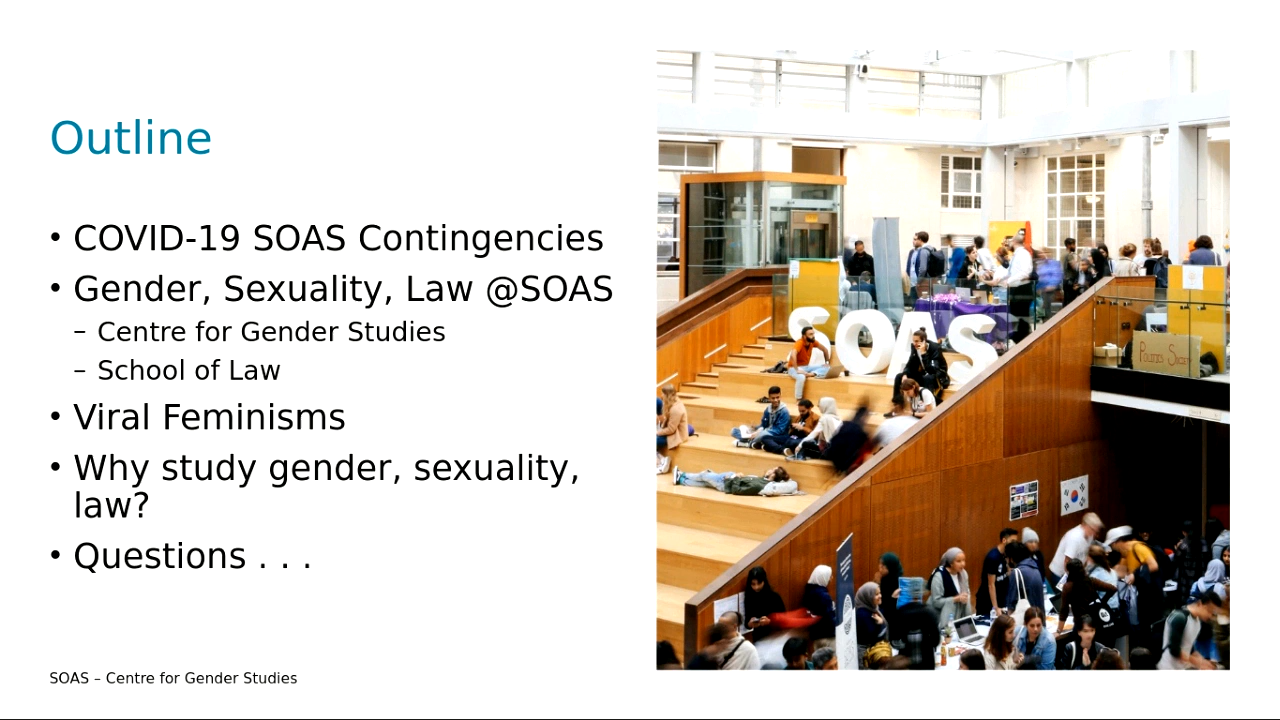 Outline
• COVID-19 SOAS Contingencies
• Gender, Sexuality, Law @SOAS
– Centre for Gender Studies
– School of Law
• Viral Feminisms
• Why study gender, sexuality,
law?
• Questions . . .
SOAS – Centre for Gender Studies
SOAS